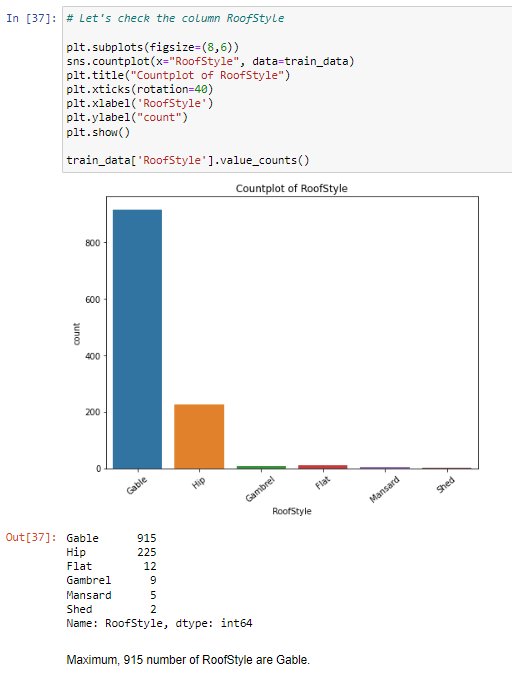 In [37]: # Let's check the column RoofStyle
plt.subplots(figsize=(8,6))
sns.countplot(x="RoofStyle", data=train_data)
plt.title("Countplot of RoofStyle")
plt.xticks(rotation=40)
plt.xlabel('RoofStyle')
plt.ylabel("count")
plt.show()
train_data['RoofStyle'].value_counts()
Countplot of RoofStyle
800
600
400
200
0
count
Gable
Hip
Gambrel
Flat
Mansard
Shed
RoofStyle
Out[37]: Gable 915
Hip 225
Flat 12
Gambrel 9
Mansard 5
Shed 2
Name: RoofStyle, dtype: int64
Maximum, 915 number of RoofStyle are Gable.